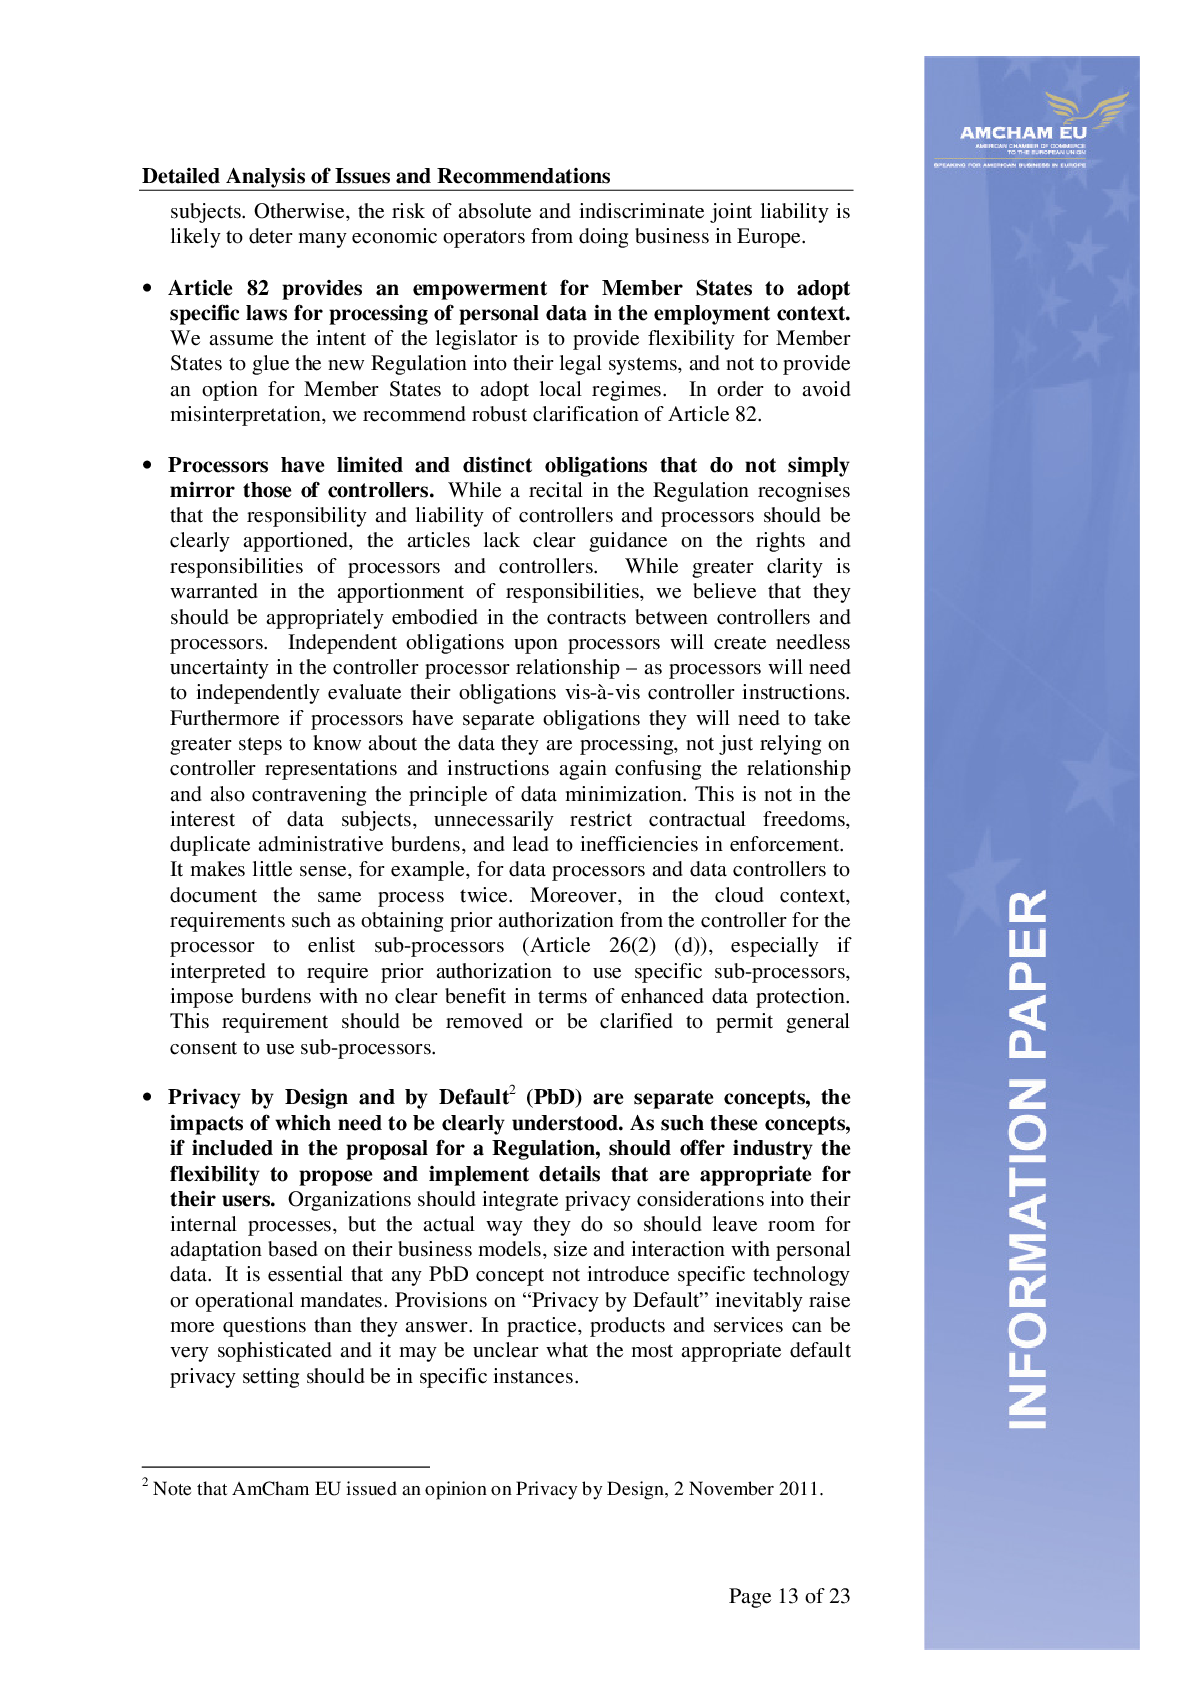 AMCHAM EU
AMERICAN CHAMBER OF COMMERCE
TO THE EUROPEAN UNION
SPEAKING FOR AMERICAN BUSINESS IN EUROPE
Detailed Analysis of Issues and Recommendations
subjects. Otherwise, the risk of absolute and indiscriminate joint liability is
likely to deter many economic operators from doing business in Europe.
• Article 82 provides an empowerment for Member States to adopt
specific laws for processing of personal data in the employment context.
We assume the intent of the legislator is to provide flexibility for Member
States to glue the new Regulation into their legal systems, and not to provide
an option for Member States to adopt local regimes. In order to avoid
misinterpretation, we recommend robust clarification of Article 82.
• Processors have limited and distinct obligations that do not simply
mirror those of controllers. While a recital in the Regulation recognises
that the responsibility and liability of controllers and processors should be
clearly apportioned, the articles lack clear guidance on the rights and
responsibilities of processors and controllers. While greater clarity is
warranted in the apportionment of responsibilities, we believe that they
should be appropriately embodied in the contracts between controllers and
processors. Independent obligations upon processors will create needless
uncertainty in the controller processor relationship – as processors will need
to independently evaluate their obligations vis-à-vis controller instructions.
Furthermore if processors have separate obligations they will need to take
greater steps to know about the data they are processing, not just relying on
controller representations and instructions again confusing the relationship
and also contravening the principle of data minimization. This is not in the
interest of data subjects, unnecessarily restrict contractual freedoms,
duplicate administrative burdens, and lead to inefficiencies in enforcement.
It makes little sense, for example, for data processors and data controllers to
document the same process twice. Moreover, in the cloud context,
requirements such as obtaining prior authorization from the controller for the
processor to enlist sub-processors (Article 26(2) (d)), especially if
interpreted to require prior authorization to use specific sub-processors,
impose burdens with no clear benefit in terms of enhanced data protection.
This requirement should be removed or be clarified to permit general
consent to use sub-processors.
• Privacy by Design and by Default2 (PbD) are separate concepts, the
impacts of which need to be clearly understood. As such these concepts,
if included in the proposal for a Regulation, should offer industry the
flexibility to propose and implement details that are appropriate for
their users. Organizations should integrate privacy considerations into their
internal processes, but the actual way they do so should leave room for
adaptation based on their business models, size and interaction with personal
data. It is essential that any PbD concept not introduce specific technology
or operational mandates. Provisions on “Privacy by Default” inevitably raise
more questions than they answer. In practice, products and services can be
very sophisticated and it may be unclear what the most appropriate default
privacy setting should be in specific instances.
2 Note that AmCham EU issued an opinion on Privacy by Design, 2 November 2011.
Page 13 of 23
INFORMATION PAPER